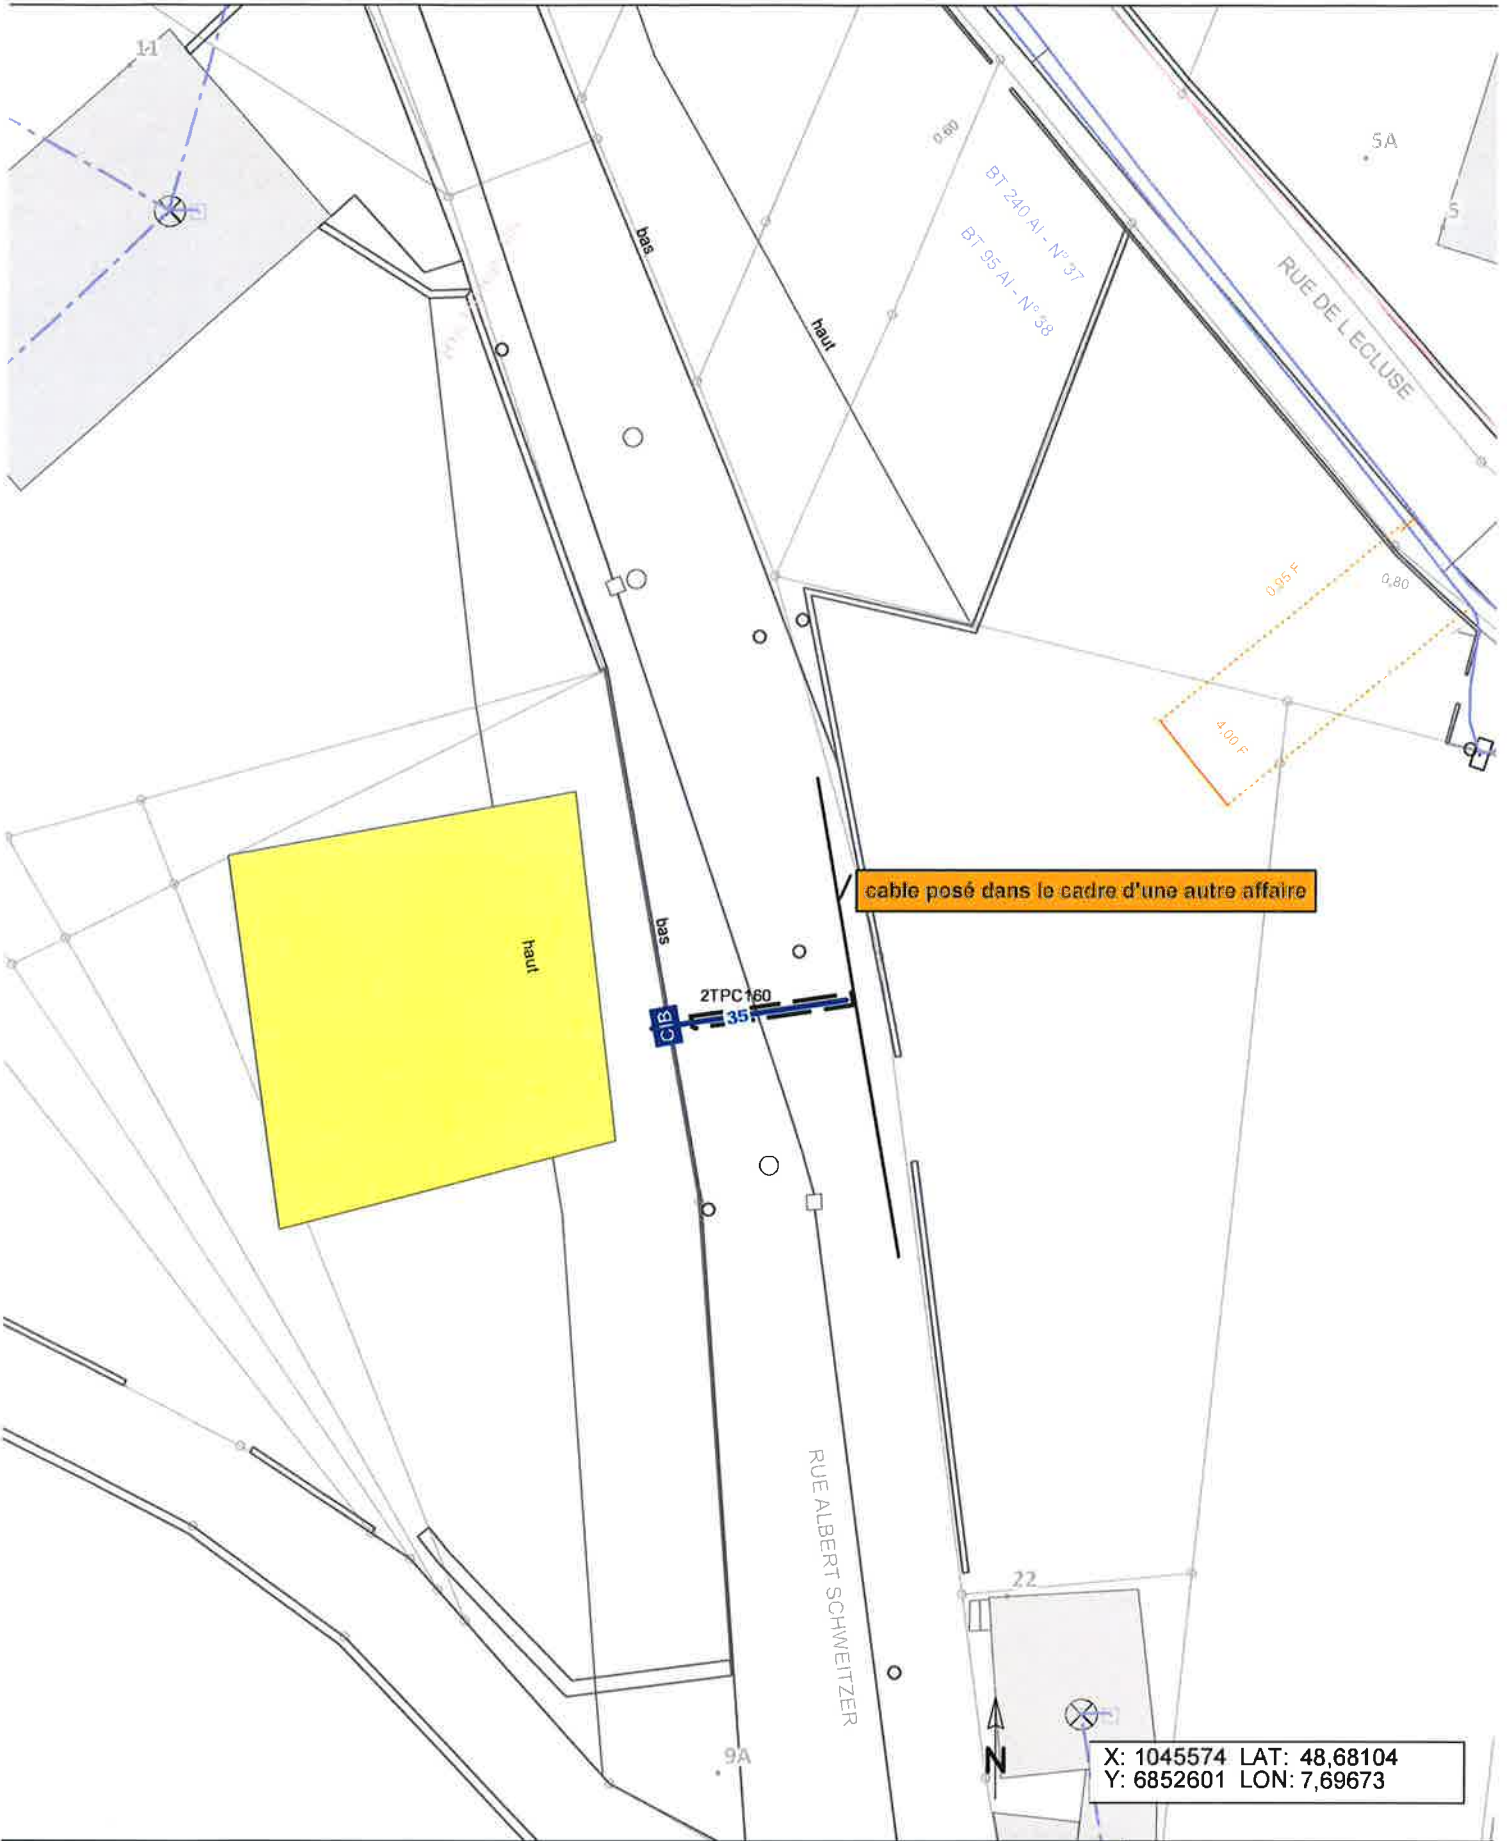 11
5A
0.60
BT 240 Al - N° 37
BT 95 Al - N° 38
5
bas
RUE DE L ECLUSE
haut
0,95 F
0,80
4,00 F
cable posé dans le cadre d'une autre affaire
bas
haut
2TPC160
35
CIB
RUE ALBERT SCHWEITZER
22
9A
N
X: 1045574 LAT: 48,68104
Y: 6852601 LON: 7,69673